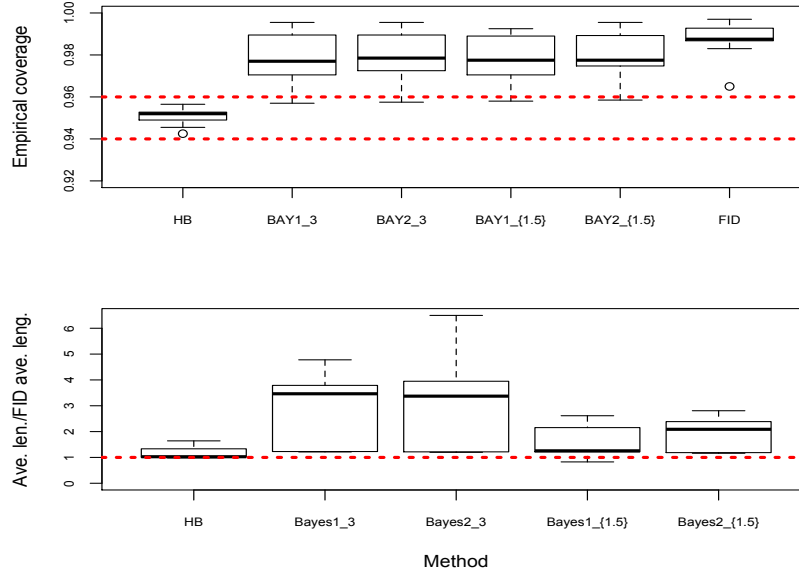 Empirical coverage
1.00
0.98
0.96
0.94
0.92
HB BAY1_3 BAY2_3 BAY1_{1.5} BAY2_{1.5} FID
Ave. len./FID ave. leng.
6
5
4
3
2
1
0
HB Bayes1_3 Bayes2_3 Bayes1_{1.5} Bayes2_{1.5}
Method